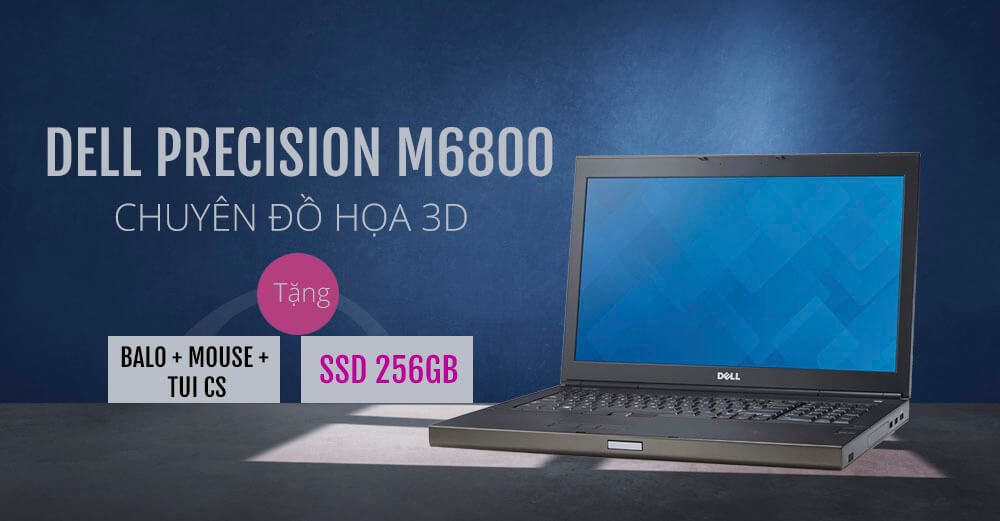 DELL PRECISION M6800
CHUYÊN ĐỒ HỌA 3D
Tặng
BALO + MOUSE +
TUI CS
SSD 256GB
DELL